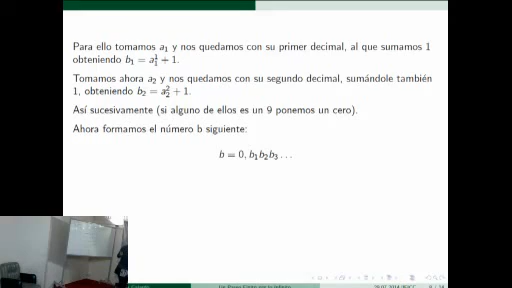 Para ello tomamos a₁ y nos quedamos con su primer decimal, al que sumamos 1
obteniendo b₁ = a₁¹ + 1.
Tomamos ahora a₂ y nos quedamos con su segundo decimal, sumándole también
1, obteniendo b₂ = a₂² + 1.
Así sucesivamente (si alguno de ellos es un 9 ponemos un cero).
Ahora formamos el número b siguiente:
b = 0, b₁b₂b₃ . . .